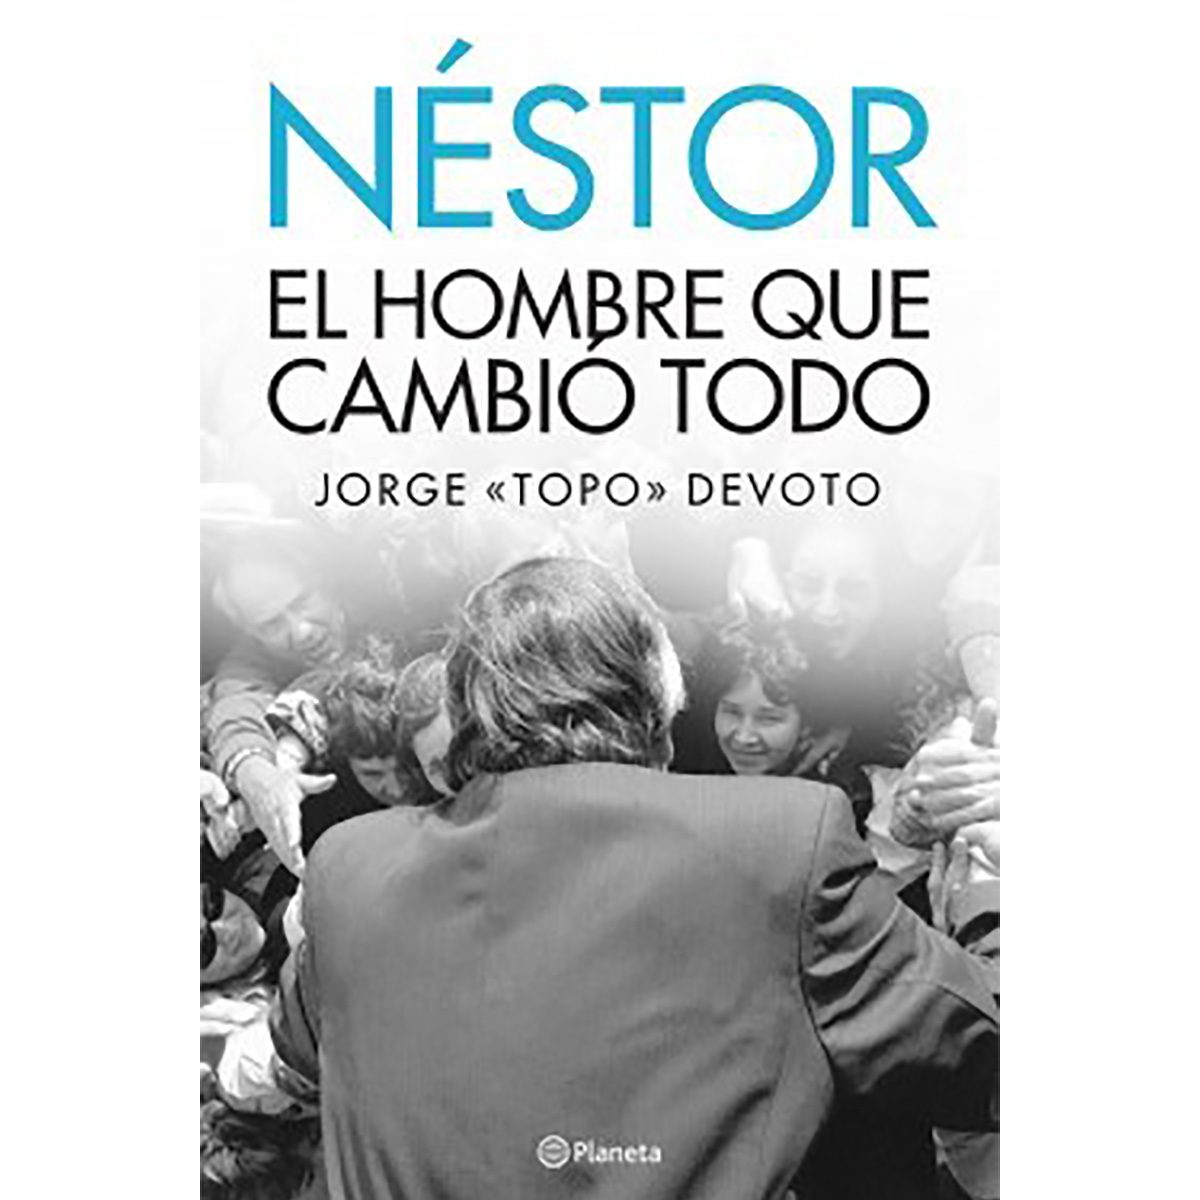 NÉSTOR
EL HOMBRE QUE
CAMBIÓ TODO
JORGE «TOPO» DEVOTO
Planeta